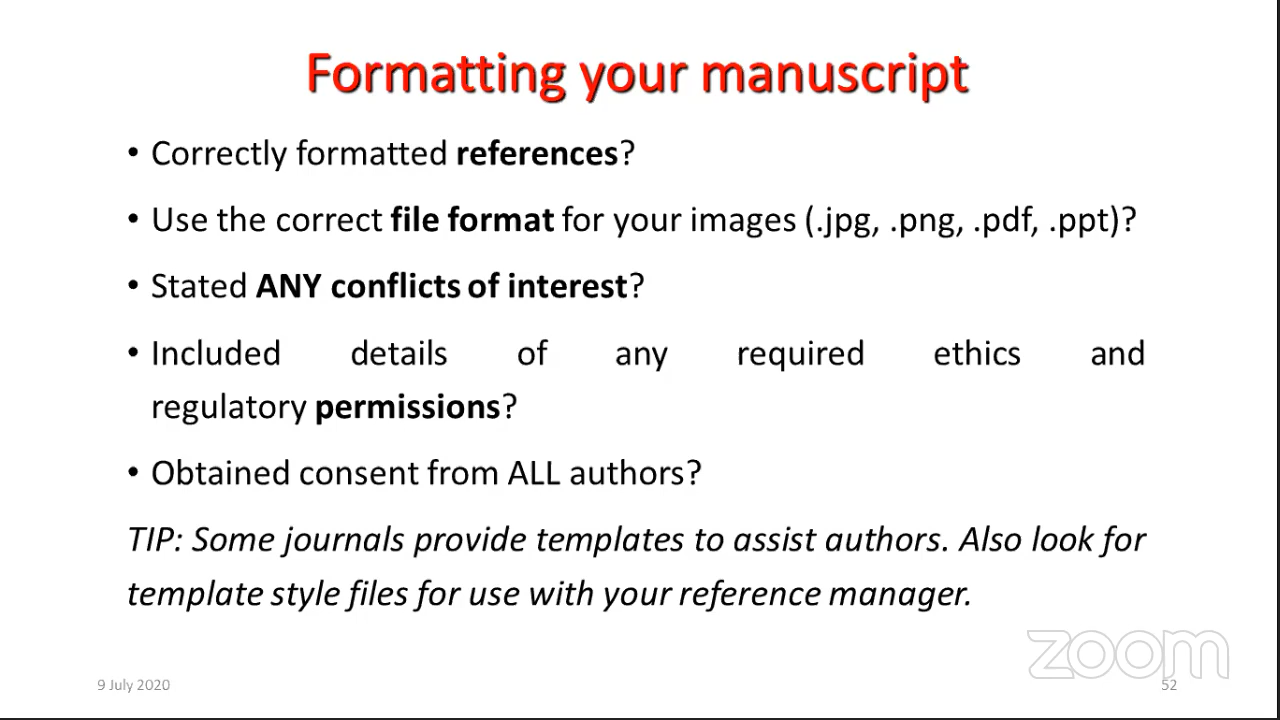 Formatting your manuscript
• Correctly formatted references?
• Use the correct file format for your images (.jpg, .png, .pdf, .ppt)?
• Stated ANY conflicts of interest?
• Included details of any required ethics and
regulatory permissions?
• Obtained consent from ALL authors?
TIP: Some journals provide templates to assist authors. Also look for
template style files for use with your reference manager.
zoom
9 July 2020
52